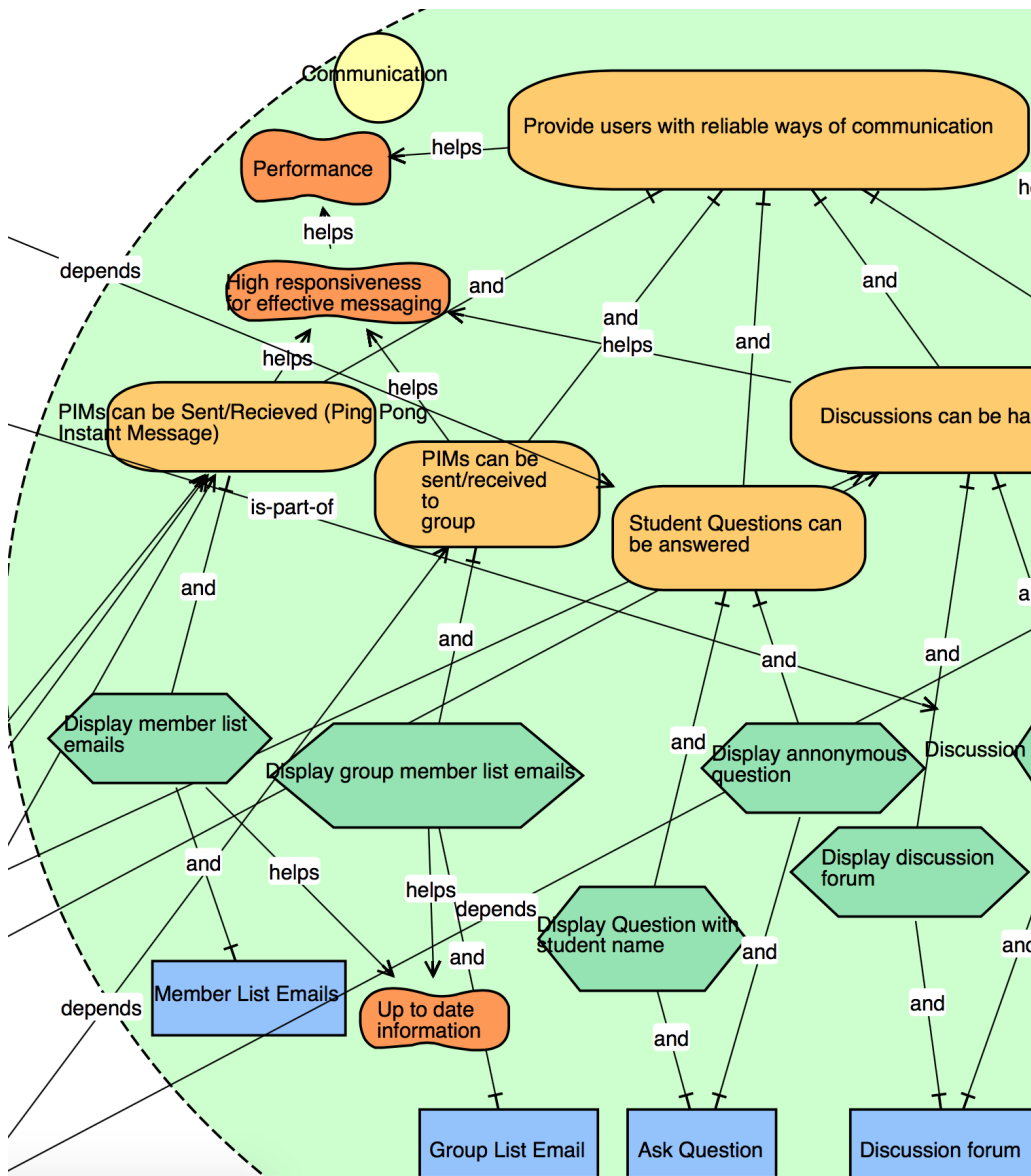 Communication
Provide users with reliable ways of communication
helps
Performance
he
helps
depends
High responsiveness
for effective messaging
and
and
and
helps
and
helps
helps
PIMs can be Sent/Recieved (Ping Pong
Instant Message)
Discussions can be ha
PIMs can be
sent/received
to
group
is-part-of
Student Questions can
be answered
and
a
and
and
and
Display member list
emails
and
Display annonymous
question
Discussion
Display group member list emails
and
helps
Display discussion
forum
helps
depends
Display Question with
student name
and
and
and
Member List Emails
depends
Up to date
information
and
and
Group List Email
Ask Question
Discussion forum